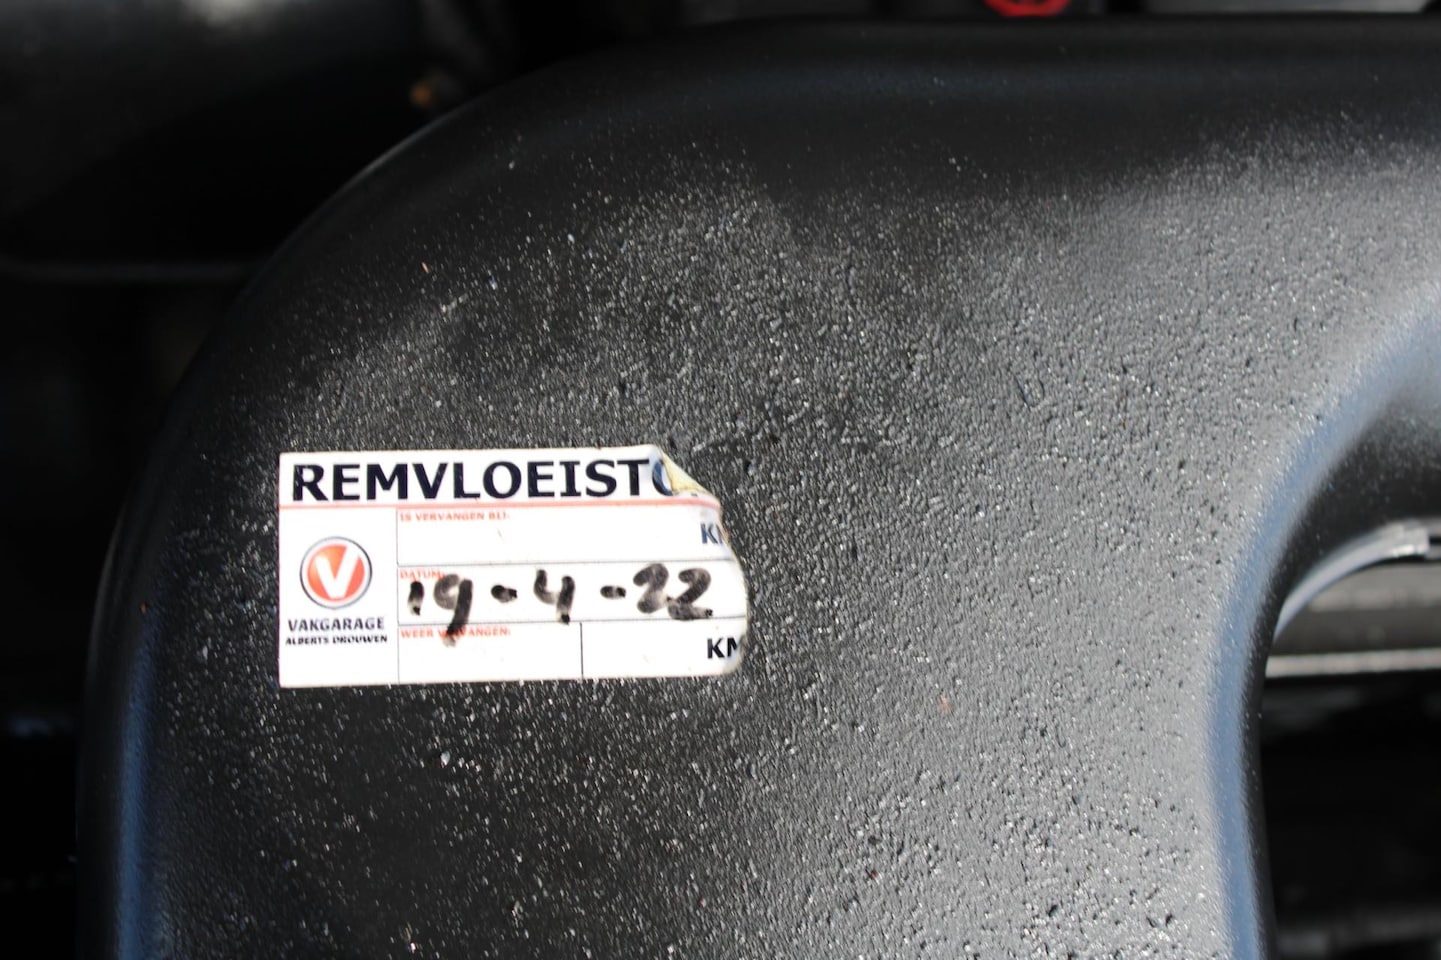 REMVLOEISTO
IS VERVANGEN BIJ:
KM
DATUM:
19-4-22
V
VAKGARAGE
ALBERTS DROUWEN
WEER VERVANGEN:
KM